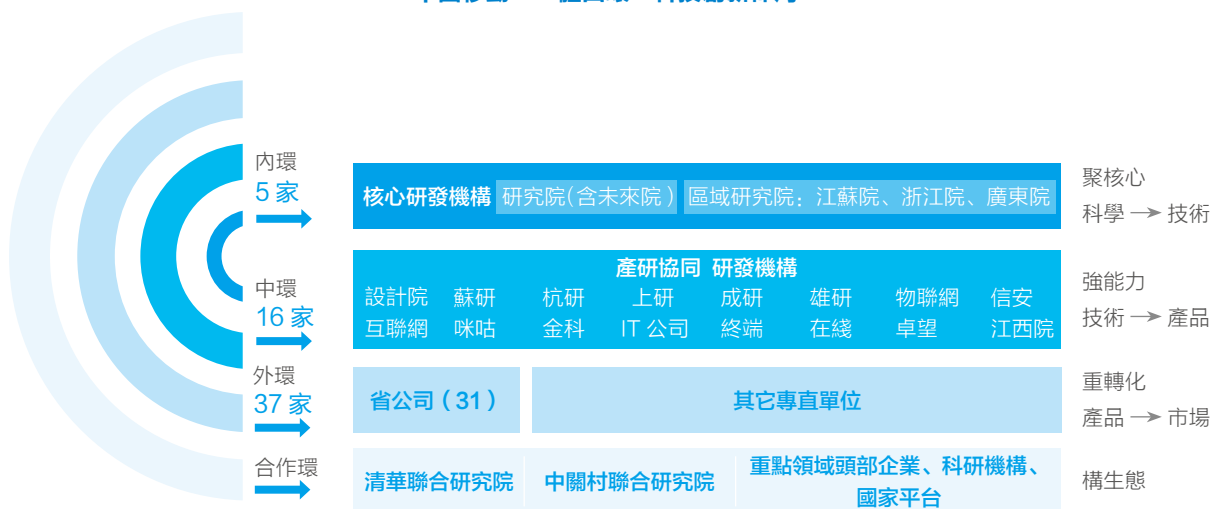 內環
5 家
核心研發機構 研究院(含未來院) 區域研究院：江蘇院、浙江院、廣東院
聚核心
科學 → 技術
中環
16 家
產研協同 研發機構
設計院 蘇研 杭研 上研 成研 雄研 物聯網 信安
互聯網 咪咕 金科 IT 公司 終端 在綫 卓望 江西院
強能力
技術 → 產品
外環
37 家
省公司（31）
其它專直單位
重轉化
產品 → 市場
合作環
清華聯合研究院
中關村聯合研究院
重點領域頭部企業、科研機構、
國家平台
構生態